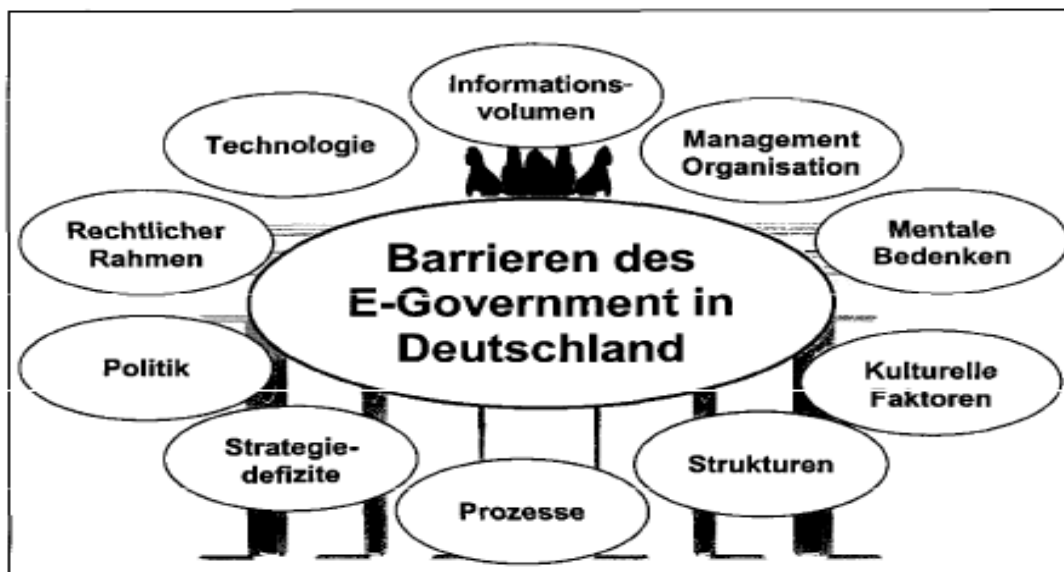 Informations-
volumen
Technologie
Management
Organisation
Rechtlicher
Rahmen
Mentale
Bedenken
Barrieren des
E-Government in
Deutschland
Politik
Kulturelle
Faktoren
Strategie-
defizite
Strukturen
Prozesse